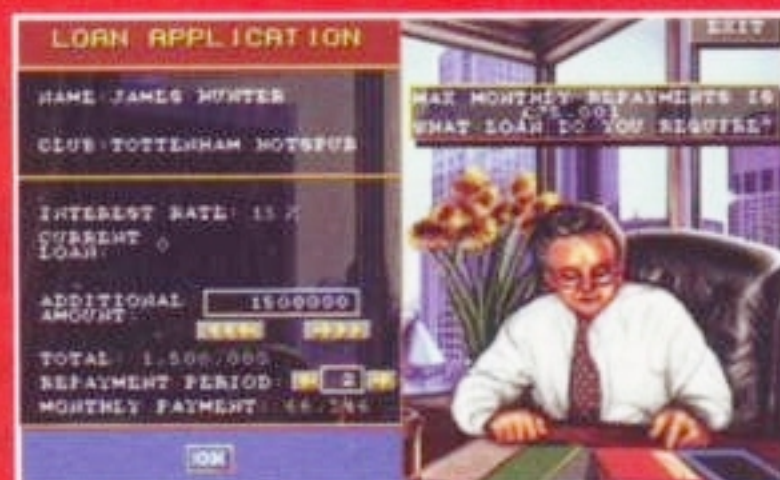 LOAN APPLICATION
NAME: JAMES HUNTER
CLUB: TOTTENHAM HOTSPUR
INTEREST RATE: 15 %
CURRENT LOAN: 0
ADDITIONAL AMOUNT: 1500000
TOTAL: 1,500,000
REPAYMENT PERIOD: 2
MONTHLY PAYMENT:
EXIT
MAX MONTHLY REPAYMENTS IS
WHAT LOAN DO YOU REQUIRE?